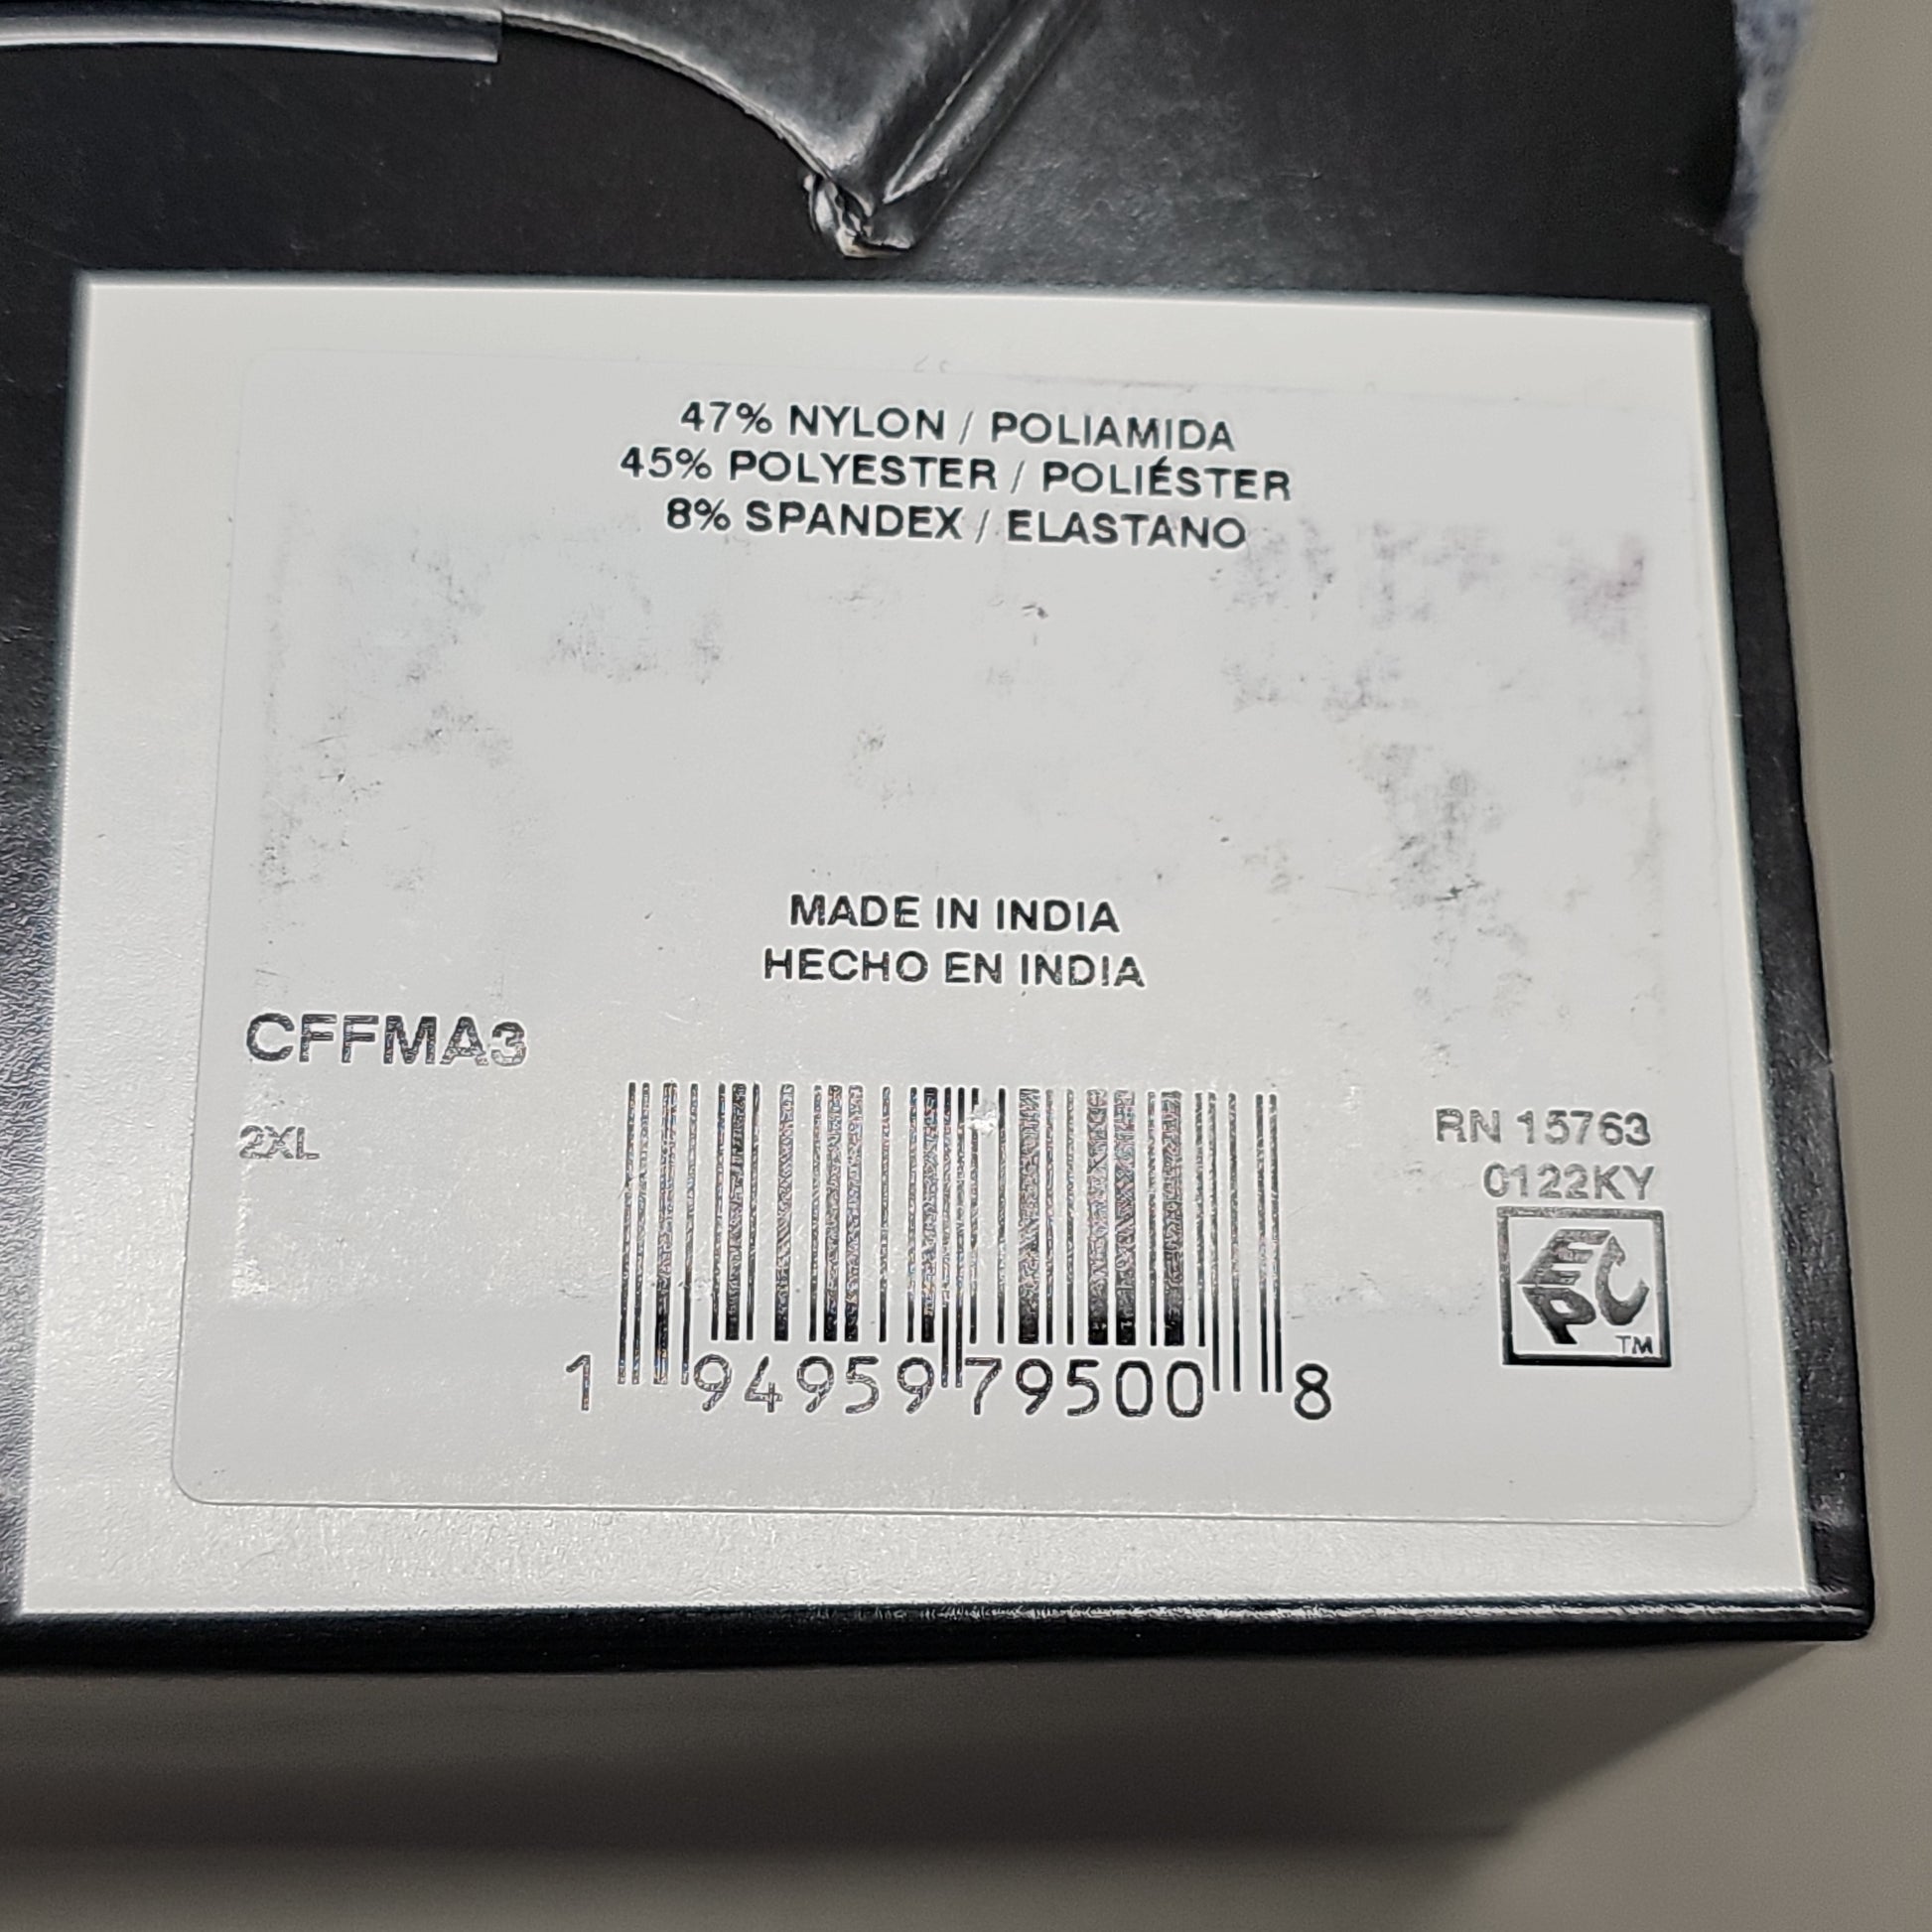 47% NYLON / POLIAMIDA
45% POLYESTER / POLIÉSTER
8% SPANDEX / ELASTANO
MADE IN INDIA
HECHO EN INDIA
CFFMA3
2XL
RN 15763
0122KY
EPC
TM
1 94959 79500 8